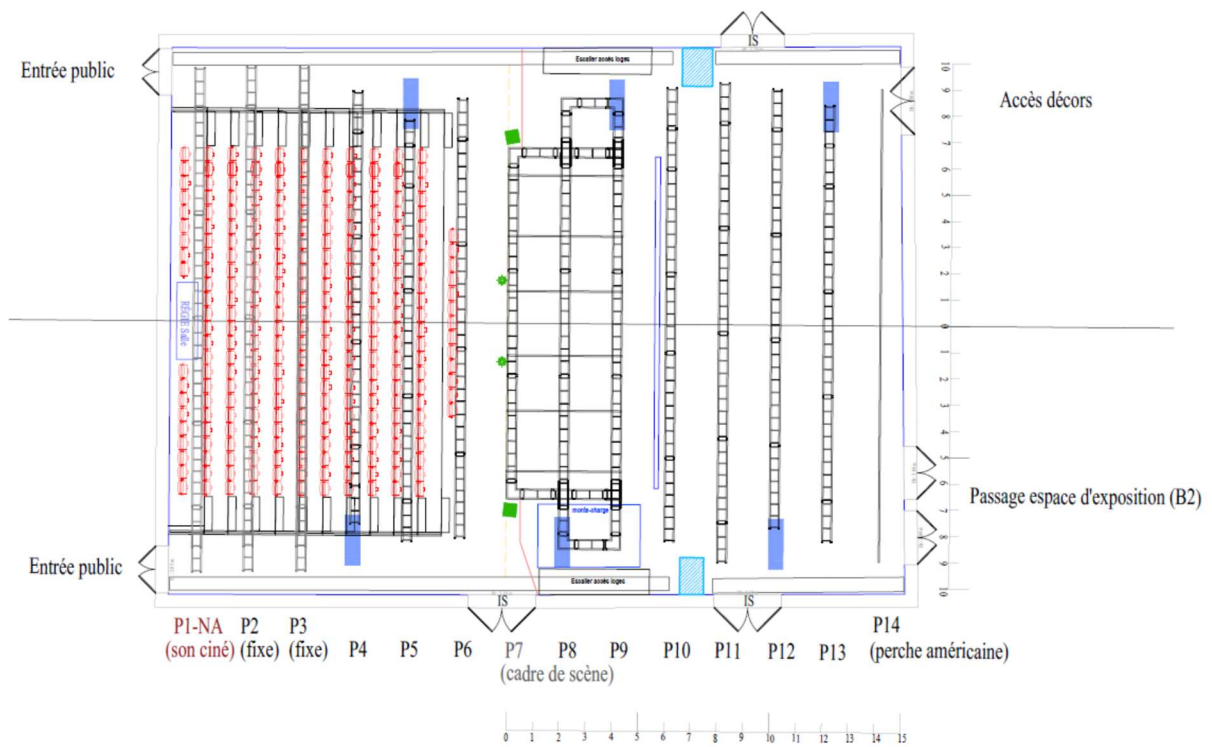 IS
Entrée public
Escalier accès loges
Accès décors
10
9
8
7
6
5
4
3
2
1
0
1
2
3
4
5
6
7
8
9
10
RÉGIE Salle
monte-charge
Passage espace d'exposition (B2)
Entrée public
Escalier accès loges
IS
IS
P1-NA
(son ciné)
P2
(fixe)
P3
(fixe)
P4
P5
P6
P7
(cadre de scène)
P8
P9
P10
P11
P12
P13
P14
(perche américaine)
0 1 2 3 4 5 6 7 8 9 10 11 12 13 14 15